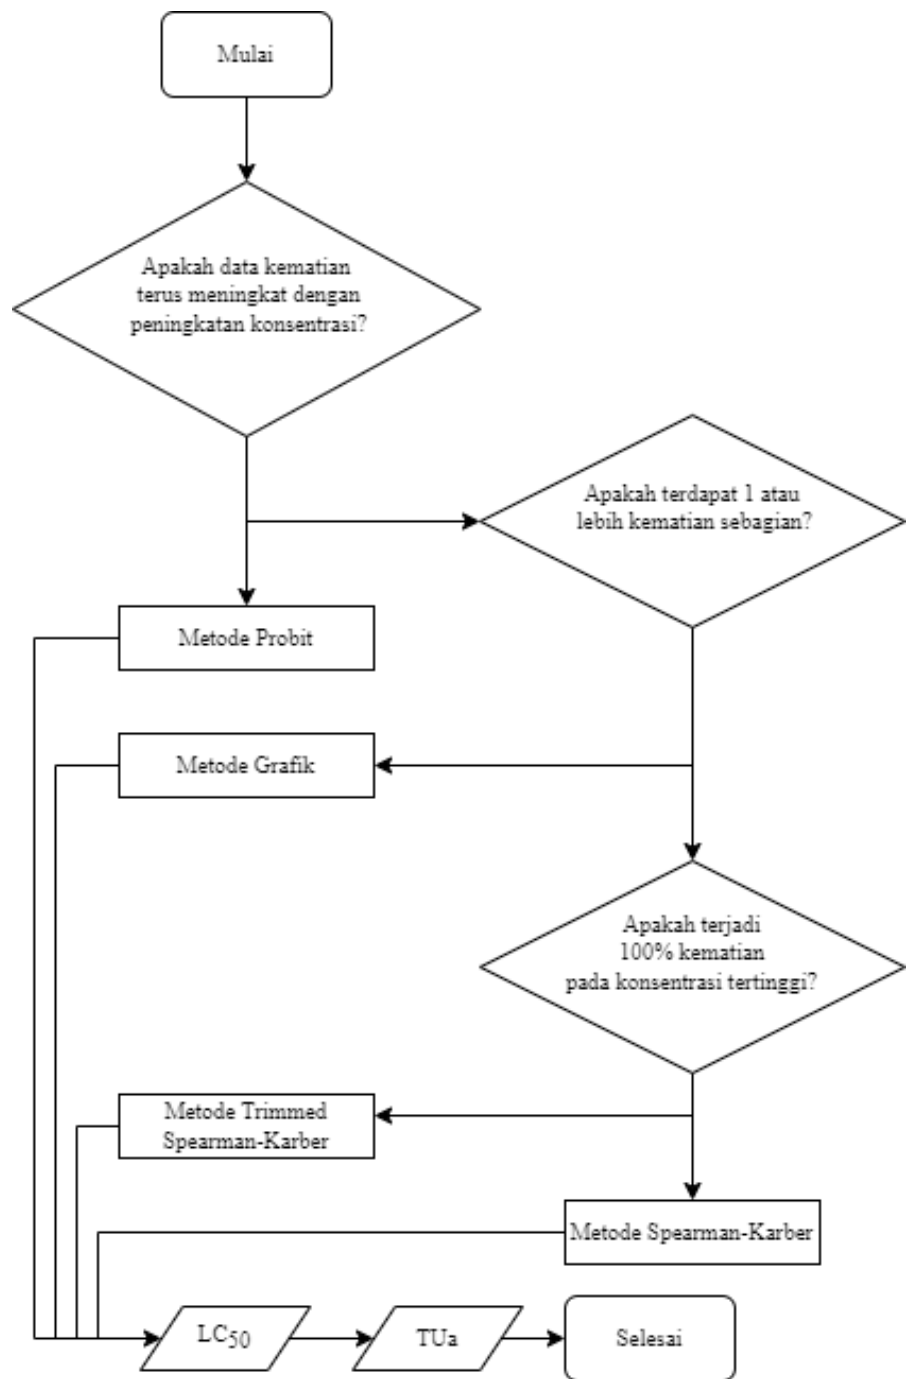 Mulai
Apakah data kematian
terus meningkat dengan
peningkatan konsentrasi?
Apakah terdapat 1 atau
lebih kematian sebagian?
Metode Probit
Metode Grafik
Apakah terjadi
100% kematian
pada konsentrasi tertinggi?
Metode Trimmed
Spearman-Karber
Metode Spearman-Karber
LC50
TUa
Selesai